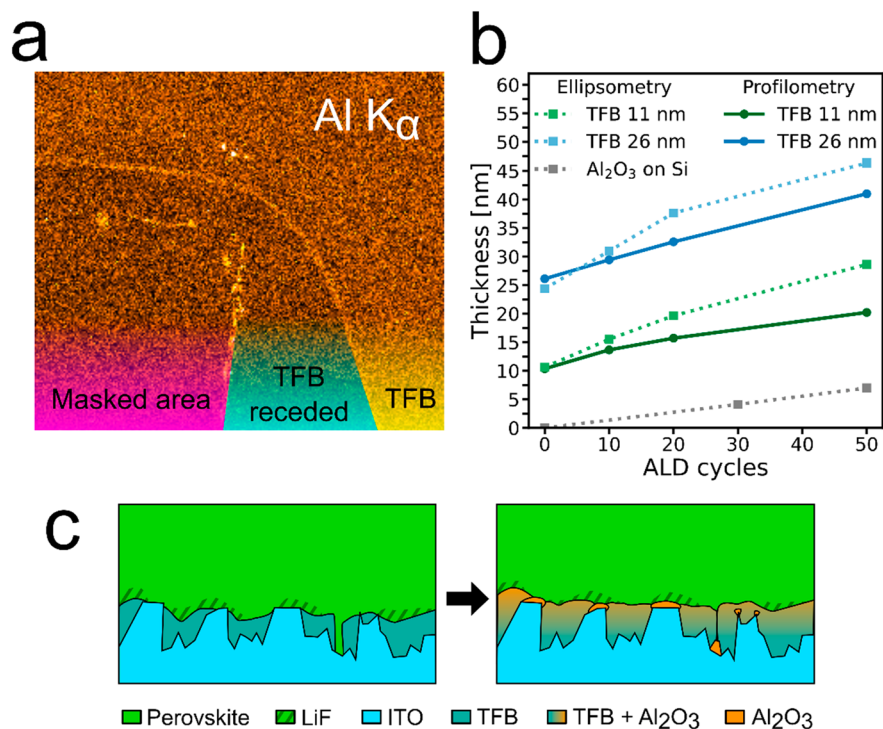 a
Al Kα
Masked area
TFB
receded
TFB
b
Ellipsometry
TFB 11 nm
TFB 26 nm
Al2O3 on Si
Profilometry
TFB 11 nm
TFB 26 nm
Thickness [nm]
60
55
50
45
40
35
30
25
20
15
10
5
0
0 10 20 30 40 50
ALD cycles
c
Perovskite LiF ITO TFB TFB + Al2O3 Al2O3